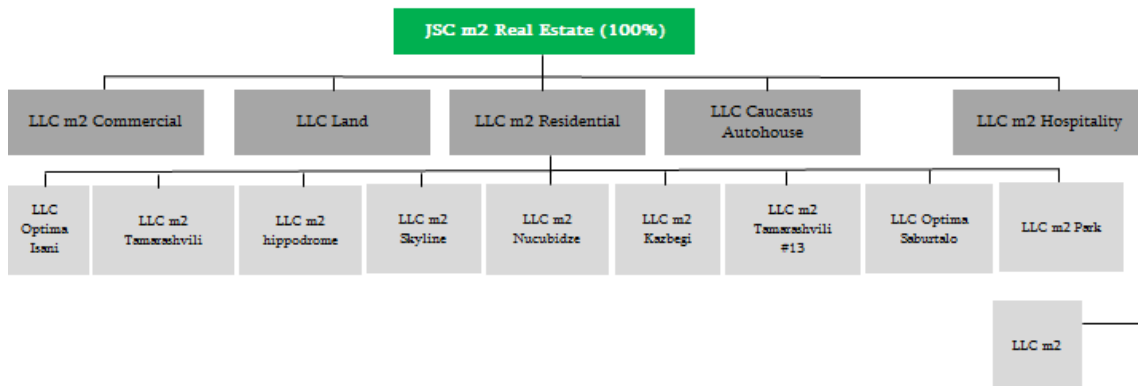 JSC m2 Real Estate (100%)
LLC m2 Commercial
LLC Land
LLC m2 Residential
LLC Caucasus
Autohouse
LLC m2 Hospitality
LLC
Optima
Isani
LLC m2
Tamarashvili
LLC m2
hippodrome
LLC m2
Skyline
LLC m2
Nucubidze
LLC m2
Kazbegi
LLC m2
Tamarashvili
#13
LLC Optima
Saburtalo
LLC m2 Park
LLC m2